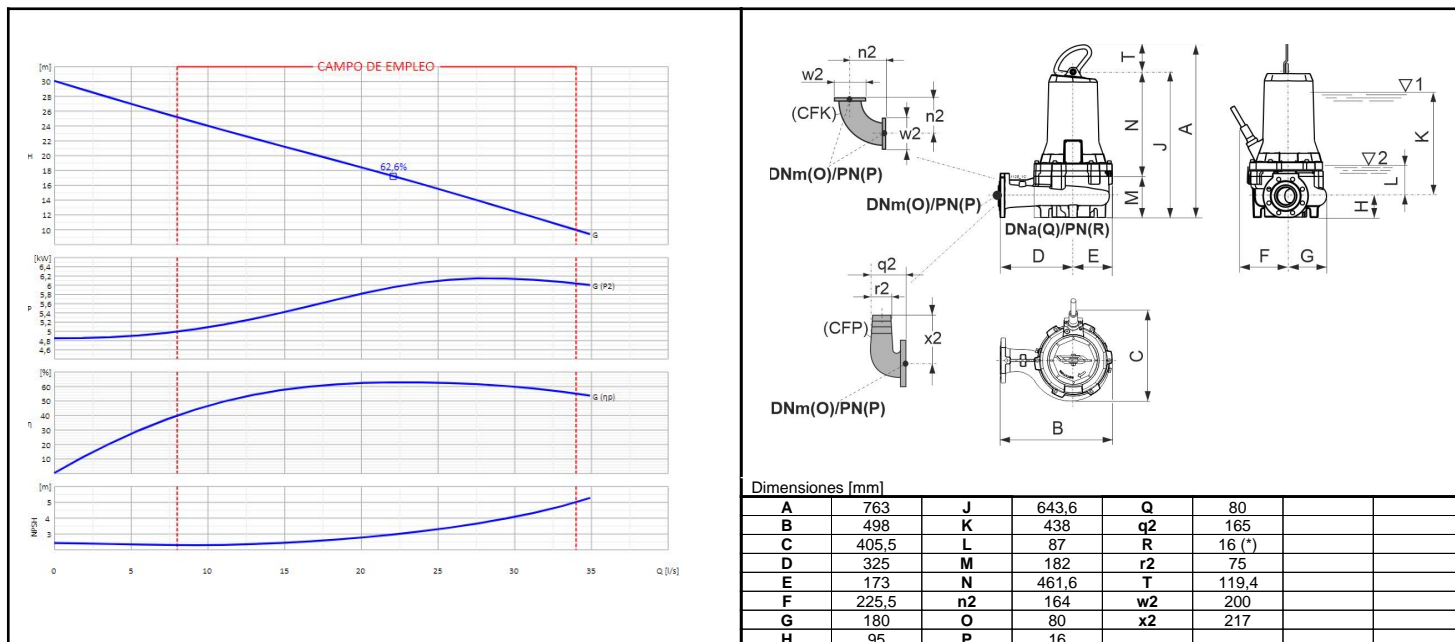 [m]
CAMPO DE EMPLEO
30
28
26
24
22
20
H
18
62,6%
16
14
12
10
G
[kW]
6,4
6,2
6
G (P2)
5,8
5,6
P
5,4
5,2
5
4,8
4,6
[%]
60
50
G (ηp)
40
η
30
20
10
[m]
5
4
NPSH
3
0 5 10 15 20 25 30 35 Q [l/s]
n2
w2
(CFK)
n2
w2
DNm(O)/PN(P)
DNm(O)/PN(P)
T
N
J
A
M
DNa(Q)/PN(R)
D E
▽1
K
▽2
L
H
F G
q2
r2
(CFP)
x2
DNm(O)/PN(P)
C
B
Dimensiones [mm]
A 763 J 643,6 Q 80
B 498 K 438 q2 165
C 405,5 L 87 R 16 (*)
D 325 M 182 r2 75
E 173 N 461,6 T 119,4
F 225,5 n2 164 w2 200
G 180 O 80 x2 217
H 95 P 16